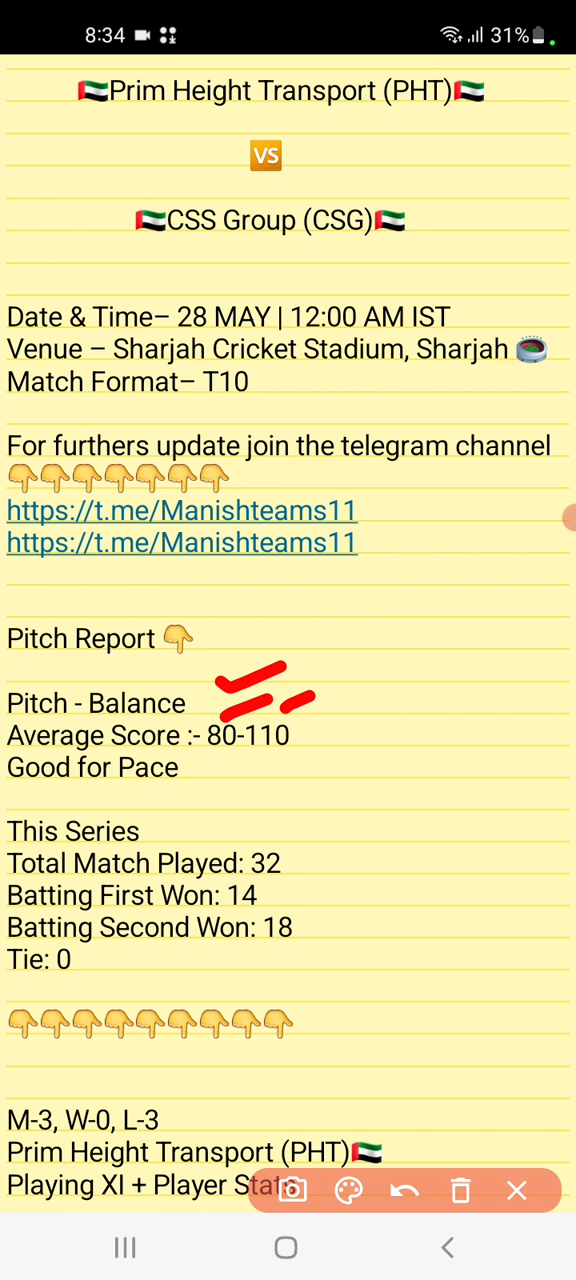 8:34
31%
🇦🇪Prim Height Transport (PHT)🇦🇪
🆚
🇦🇪CSS Group (CSG)🇦🇪
Date & Time– 28 MAY | 12:00 AM IST
Venue – Sharjah Cricket Stadium, Sharjah 🏟️
Match Format– T10
For furthers update join the telegram channel
👇👇👇👇👇👇👇
https://t.me/Manishteams11
https://t.me/Manishteams11
Pitch Report 👇
Pitch - Balance
Average Score :- 80-110
Good for Pace
This Series
Total Match Played: 32
Batting First Won: 14
Batting Second Won: 18
Tie: 0
👇👇👇👇👇👇👇👇👇
M-3, W-0, L-3
Prim Height Transport (PHT)🇦🇪
Playing XI + Player Stats